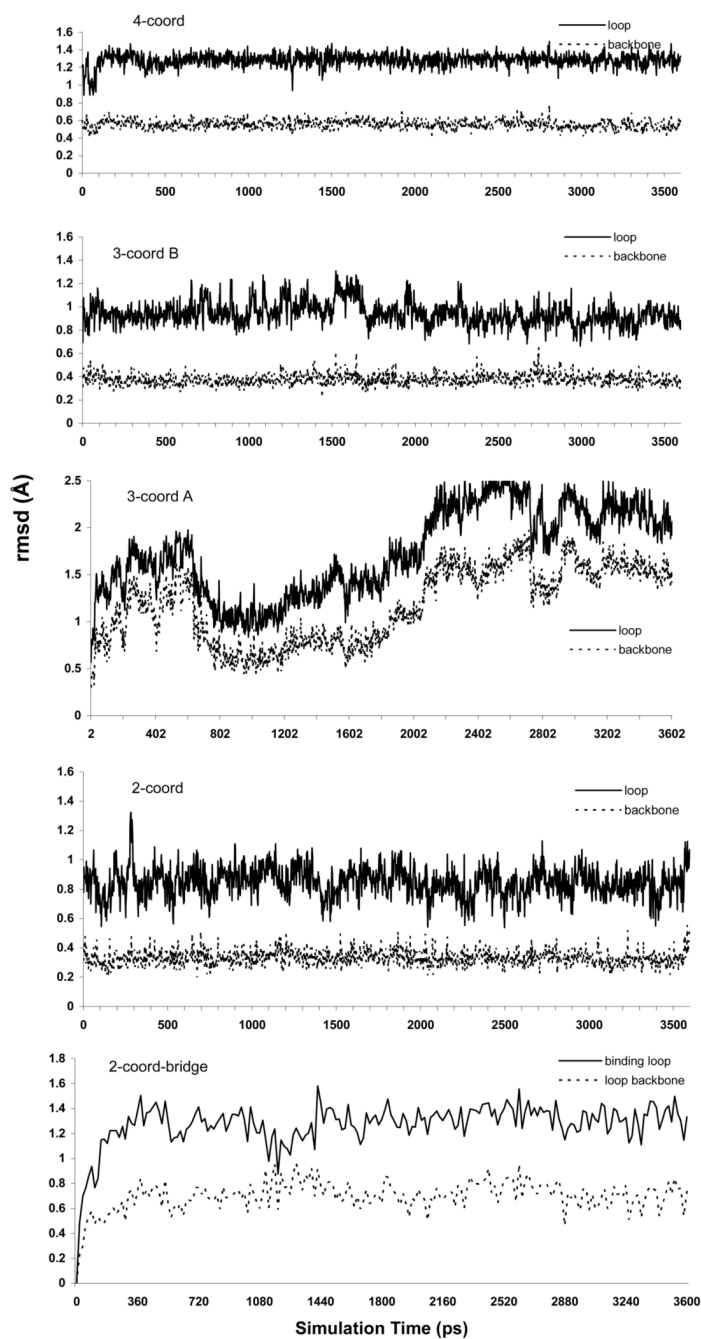 4-coord
loop
backbone
1.6
1.4
1.2
1
0.8
0.6
0.4
0.2
0
0 500 1000 1500 2000 2500 3000 3500
3-coord B
loop
backbone
1.6
1.4
1.2
1
0.8
0.6
0.4
0.2
0
0 500 1000 1500 2000 2500 3000 3500
rmsd (Å)
3-coord A
loop
backbone
2.5
2
1.5
1
0.5
0
2 402 802 1202 1602 2002 2402 2802 3202 3602
2-coord
loop
backbone
1.6
1.4
1.2
1
0.8
0.6
0.4
0.2
0
0 500 1000 1500 2000 2500 3000 3500
2-coord-bridge
binding loop
loop backbone
1.8
1.6
1.4
1.2
1
0.8
0.6
0.4
0.2
0
0 360 720 1080 1440 1800 2160 2520 2880 3240 3600
Simulation Time (ps)